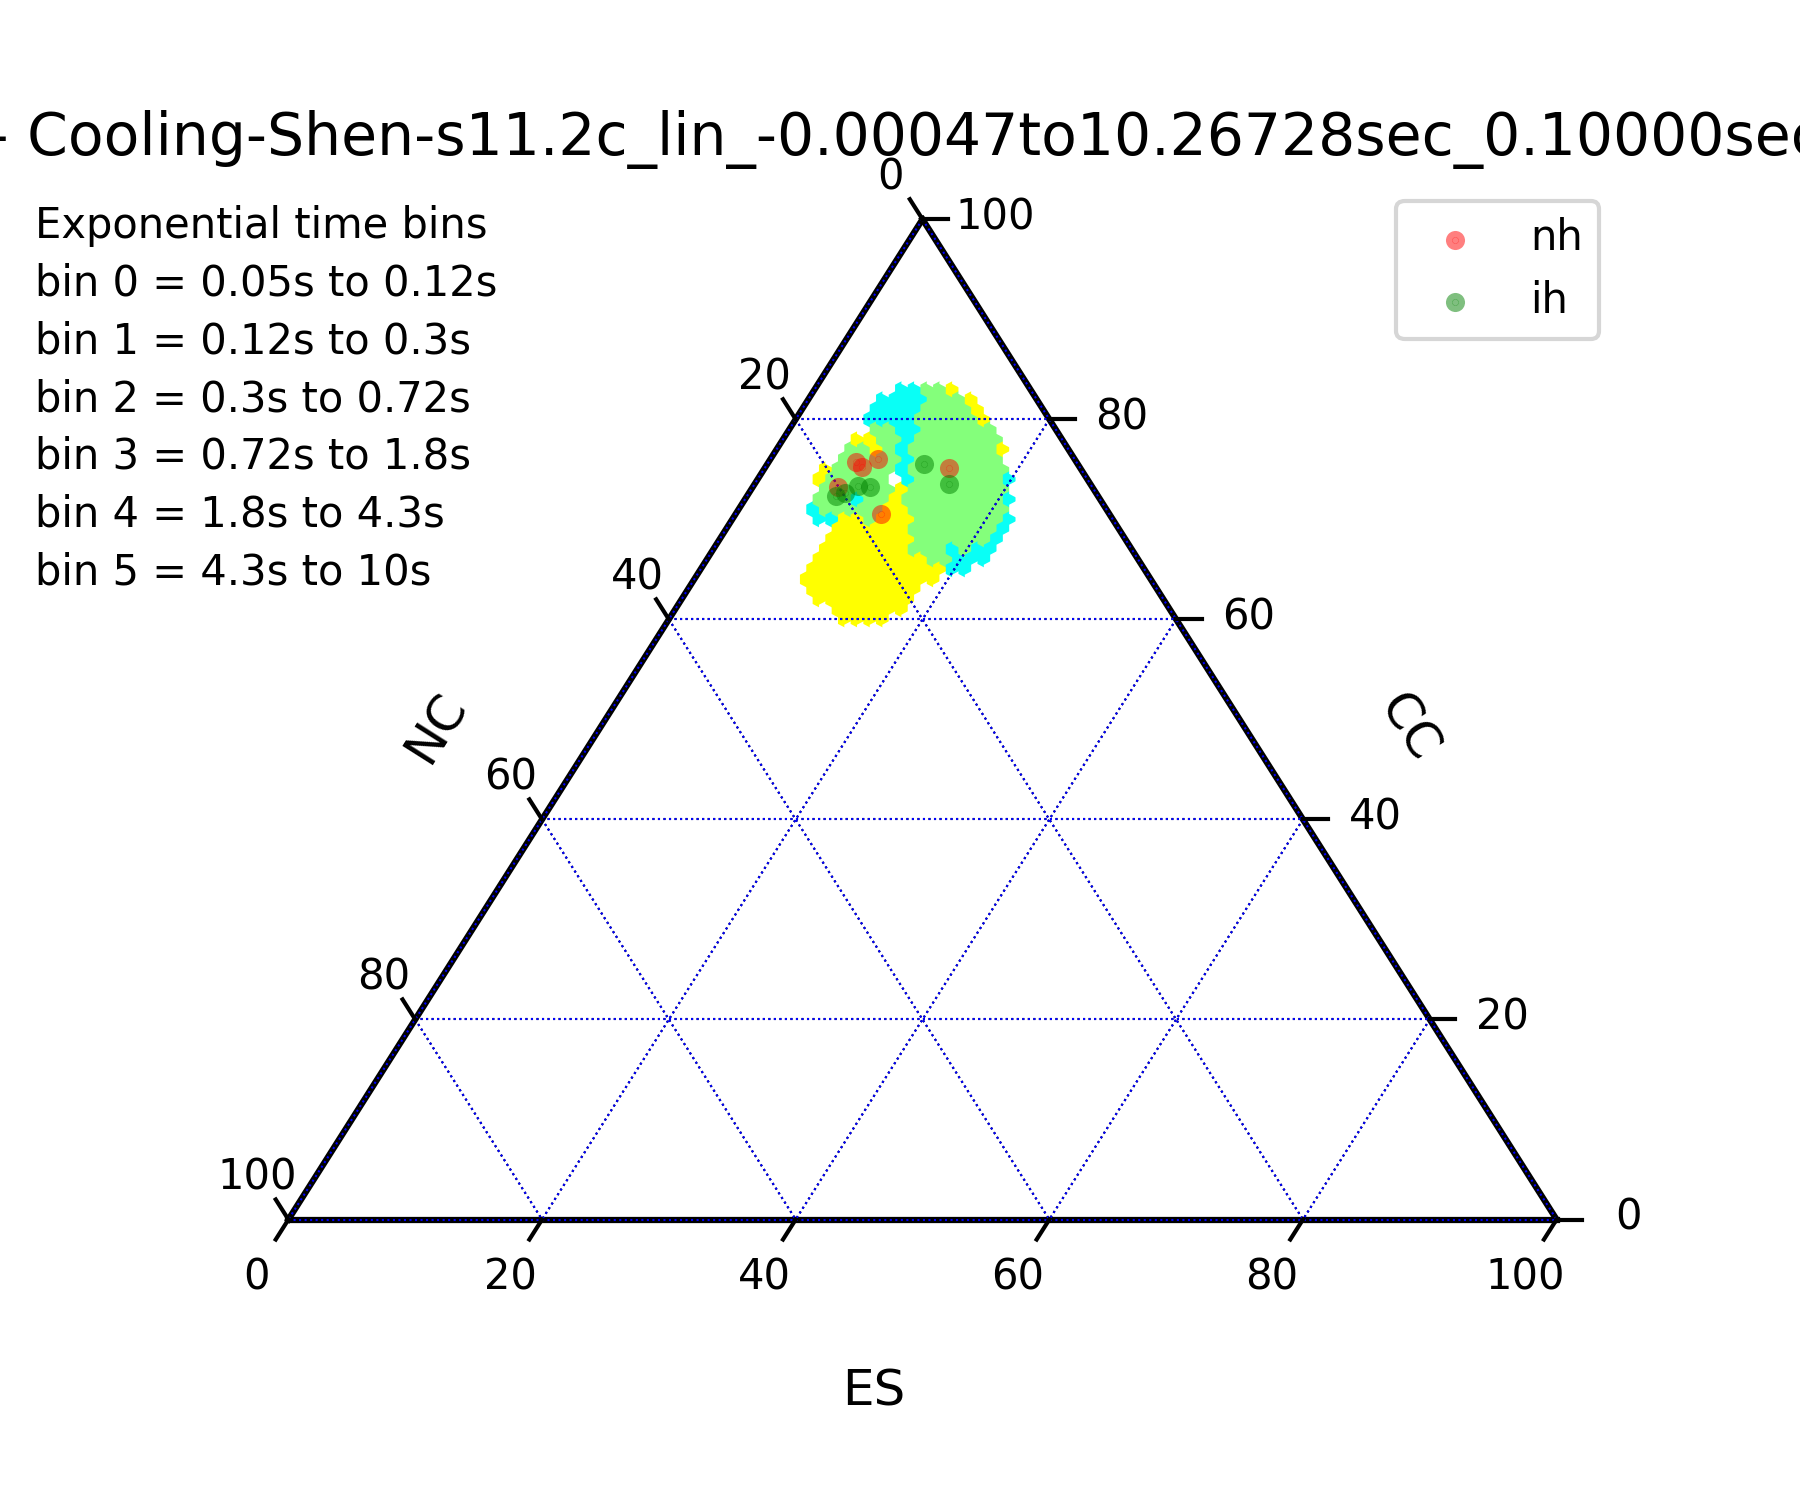 - Cooling-Shen-s11.2c_lin_-0.00047to10.26728sec_0.10000sec
0
Exponential time bins
100
nh
bin 0 = 0.05s to 0.12s
ih
bin 1 = 0.12s to 0.3s
20
bin 2 = 0.3s to 0.72s
80
bin 3 = 0.72s to 1.8s
bin 4 = 1.8s to 4.3s
bin 5 = 4.3s to 10s
40
60
NC
CC
60
40
80
20
100
0
0
20
40
60
80
100
ES